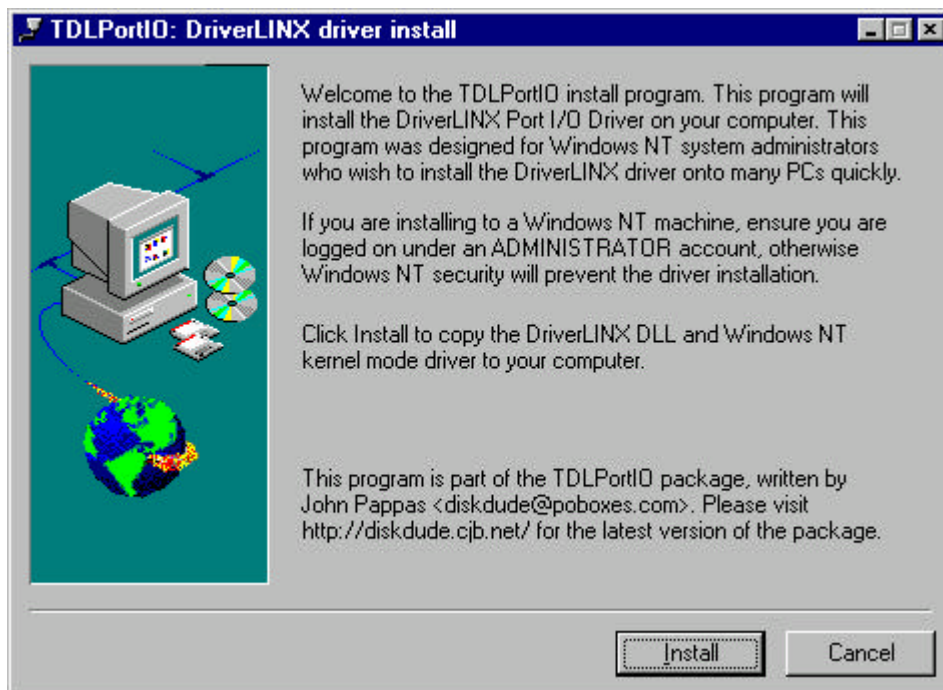 TDLPortIO: DriverLINX driver install
Welcome to the TDLPortIO install program. This program will
install the DriverLINX Port I/O Driver on your computer. This
program was designed for Windows NT system administrators
who wish to install the DriverLINX driver onto many PCs quickly.
If you are installing to a Windows NT machine, ensure you are
logged on under an ADMINISTRATOR account, otherwise
Windows NT security will prevent the driver installation.
Click Install to copy the DriverLINX DLL and Windows NT
kernel mode driver to your computer.
This program is part of the TDLPortIO package, written by
John Pappas <diskdude@poboxes.com>. Please visit
http://diskdude.cjb.net/ for the latest version of the package.
Install
Cancel